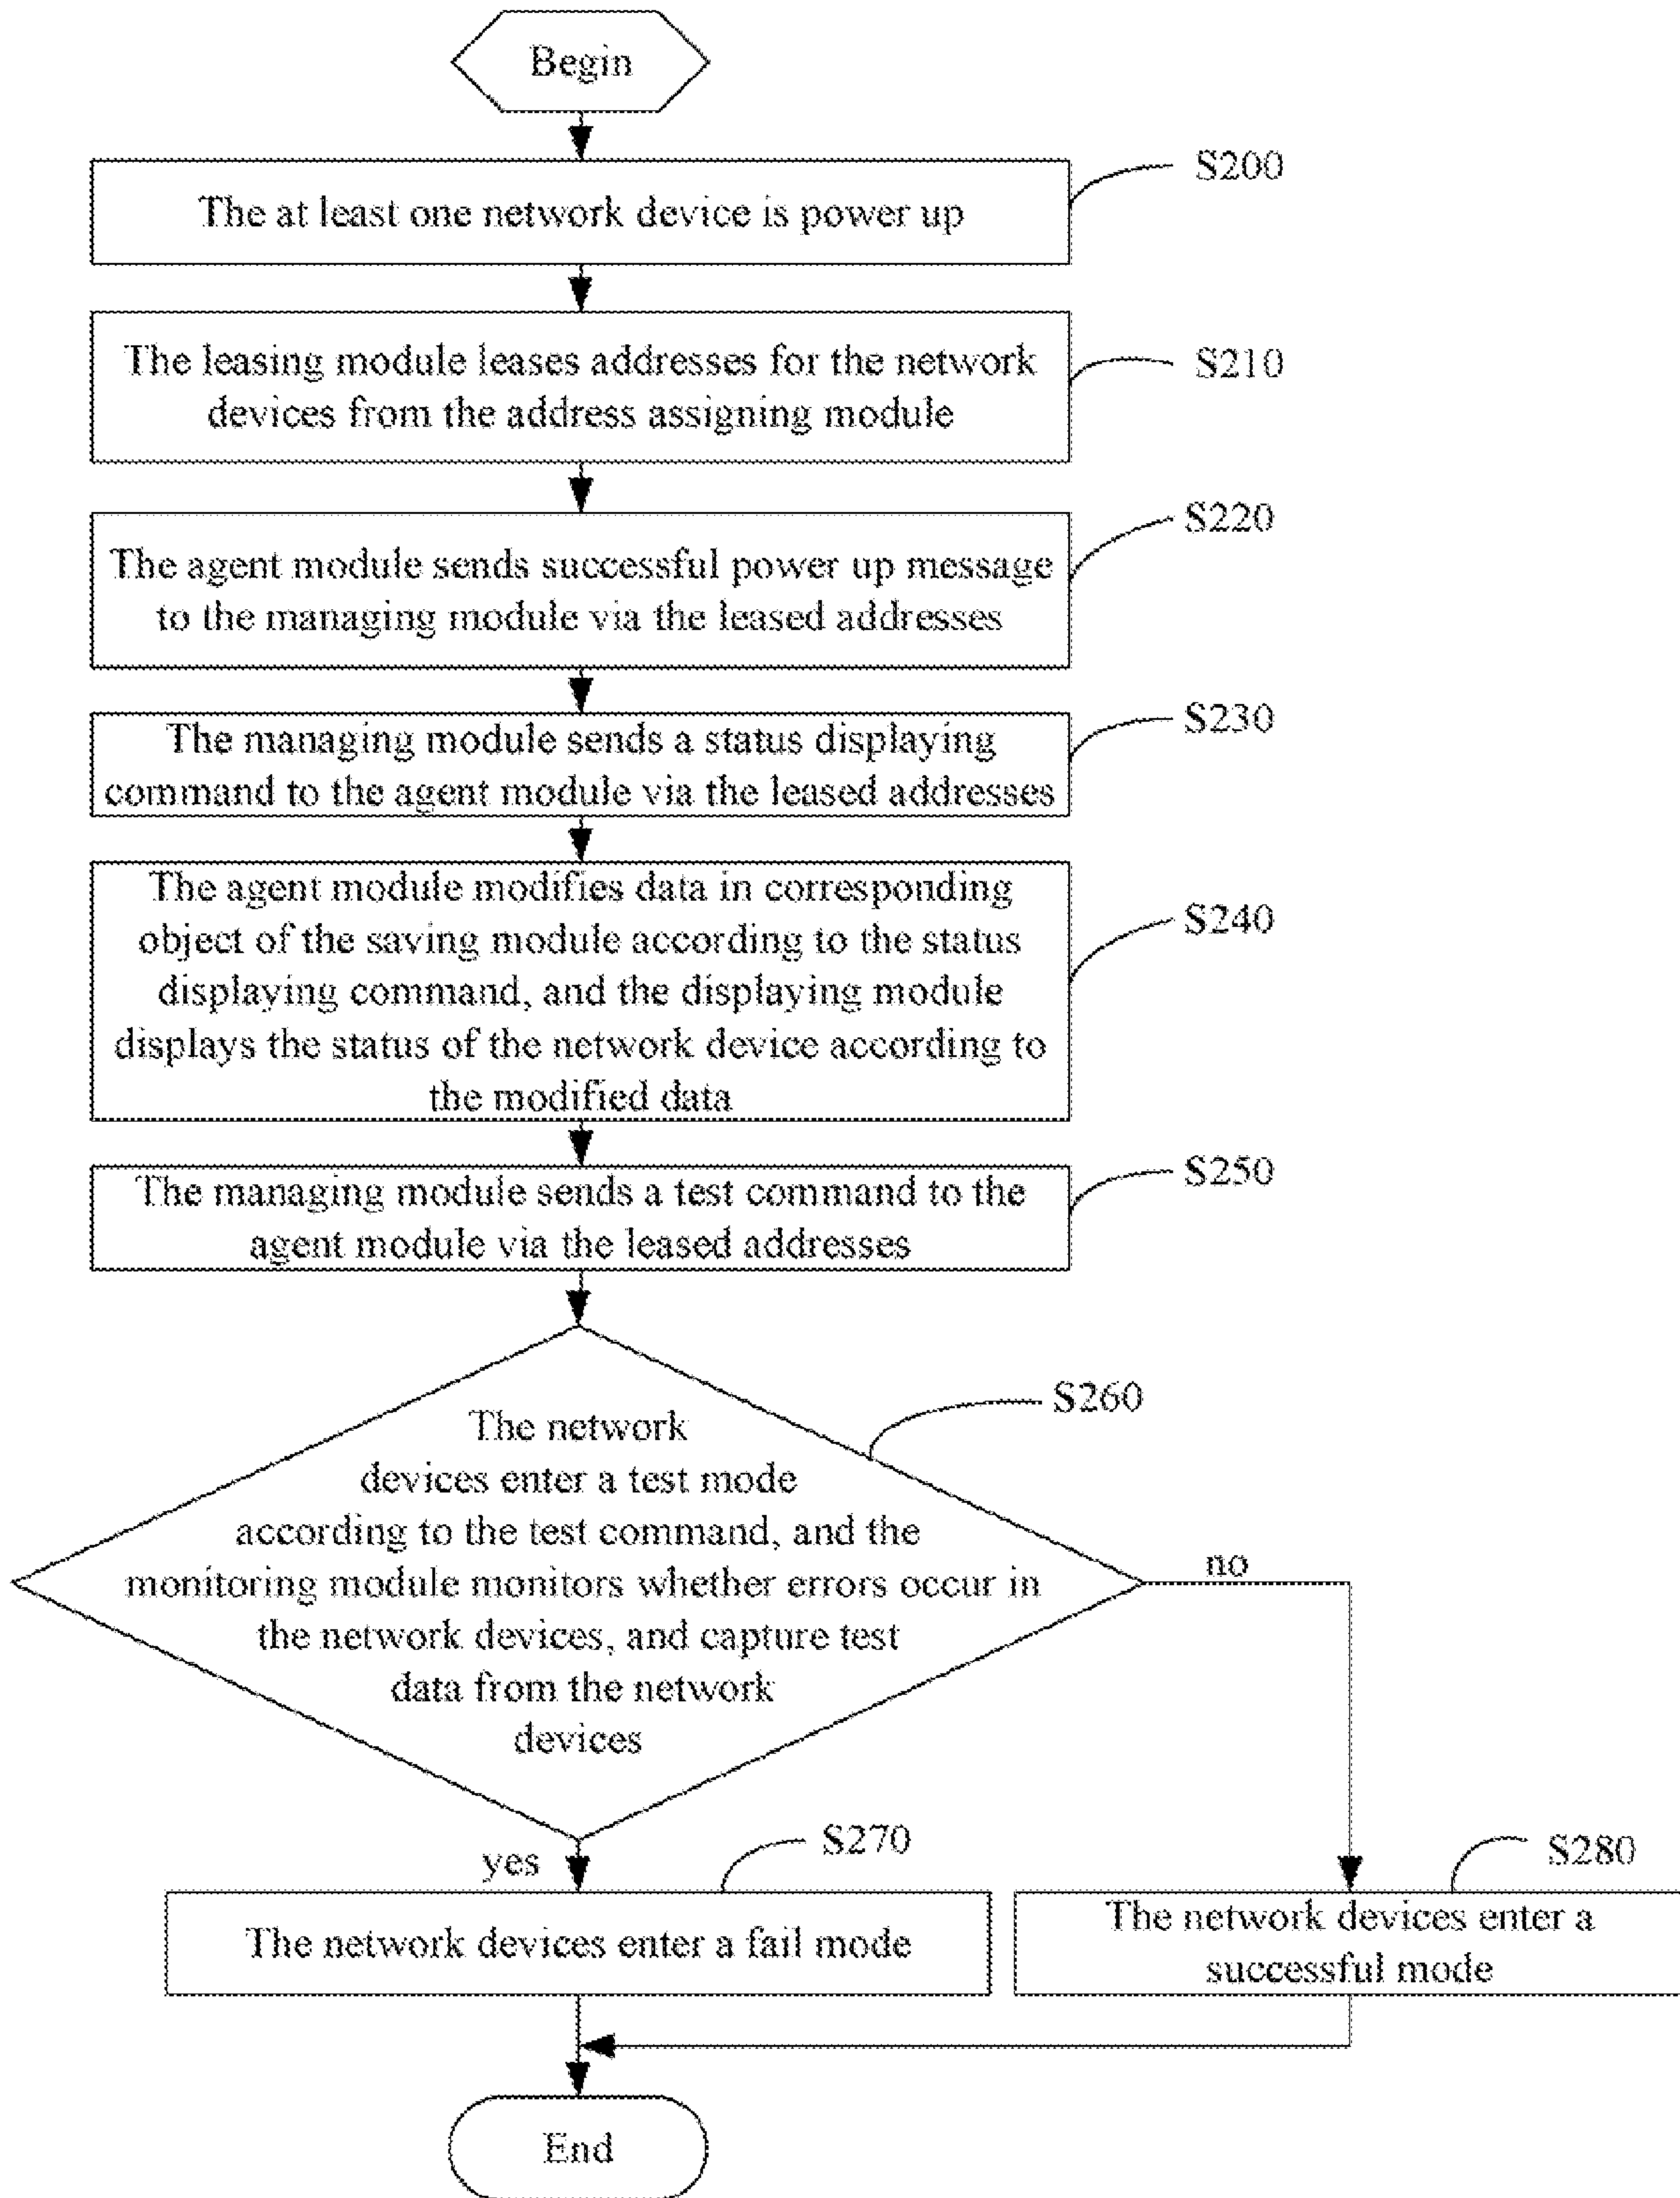 Begin
The at least one network device is power up
S200
The leasing module leases addresses for the network
devices from the address assigning module
S210
The agent module sends successful power up message
to the managing module via the leased addresses
S220
The managing module sends a status displaying
command to the agent module via the leased addresses
S230
The agent module modifies data in corresponding
object of the saving module according to the status
displaying command, and the displaying module
displays the status of the network device according to
the modified data
S240
The managing module sends a test command to the
agent module via the leased addresses
S250
The network
devices enter a test mode
according to the test command, and the
monitoring module monitors whether errors occur in
the network devices, and capture test
data from the network
devices
S260
no
yes
S270
The network devices enter a fail mode
S280
The network devices enter a
successful mode
End